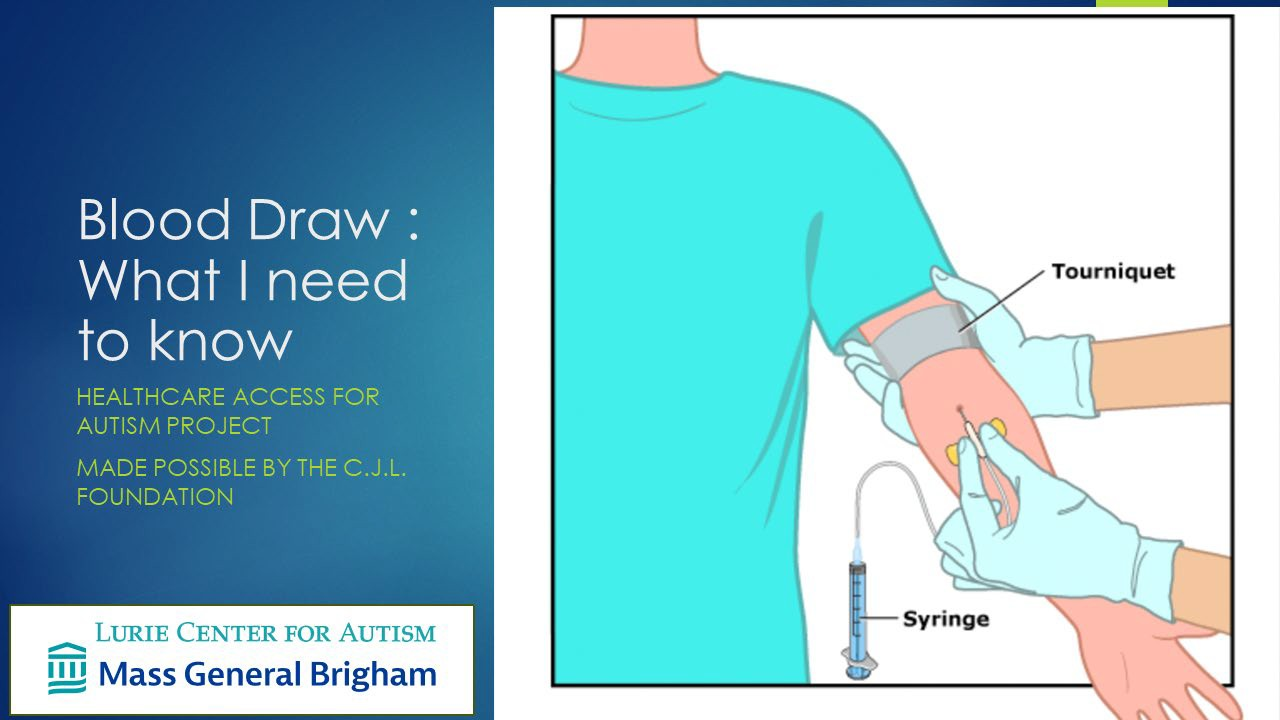 Blood Draw :
What I need
to know
HEALTHCARE ACCESS FOR
AUTISM PROJECT
MADE POSSIBLE BY THE C.J.L.
FOUNDATION
LURIE CENTER FOR AUTISM
Mass General Brigham
Tourniquet
Syringe